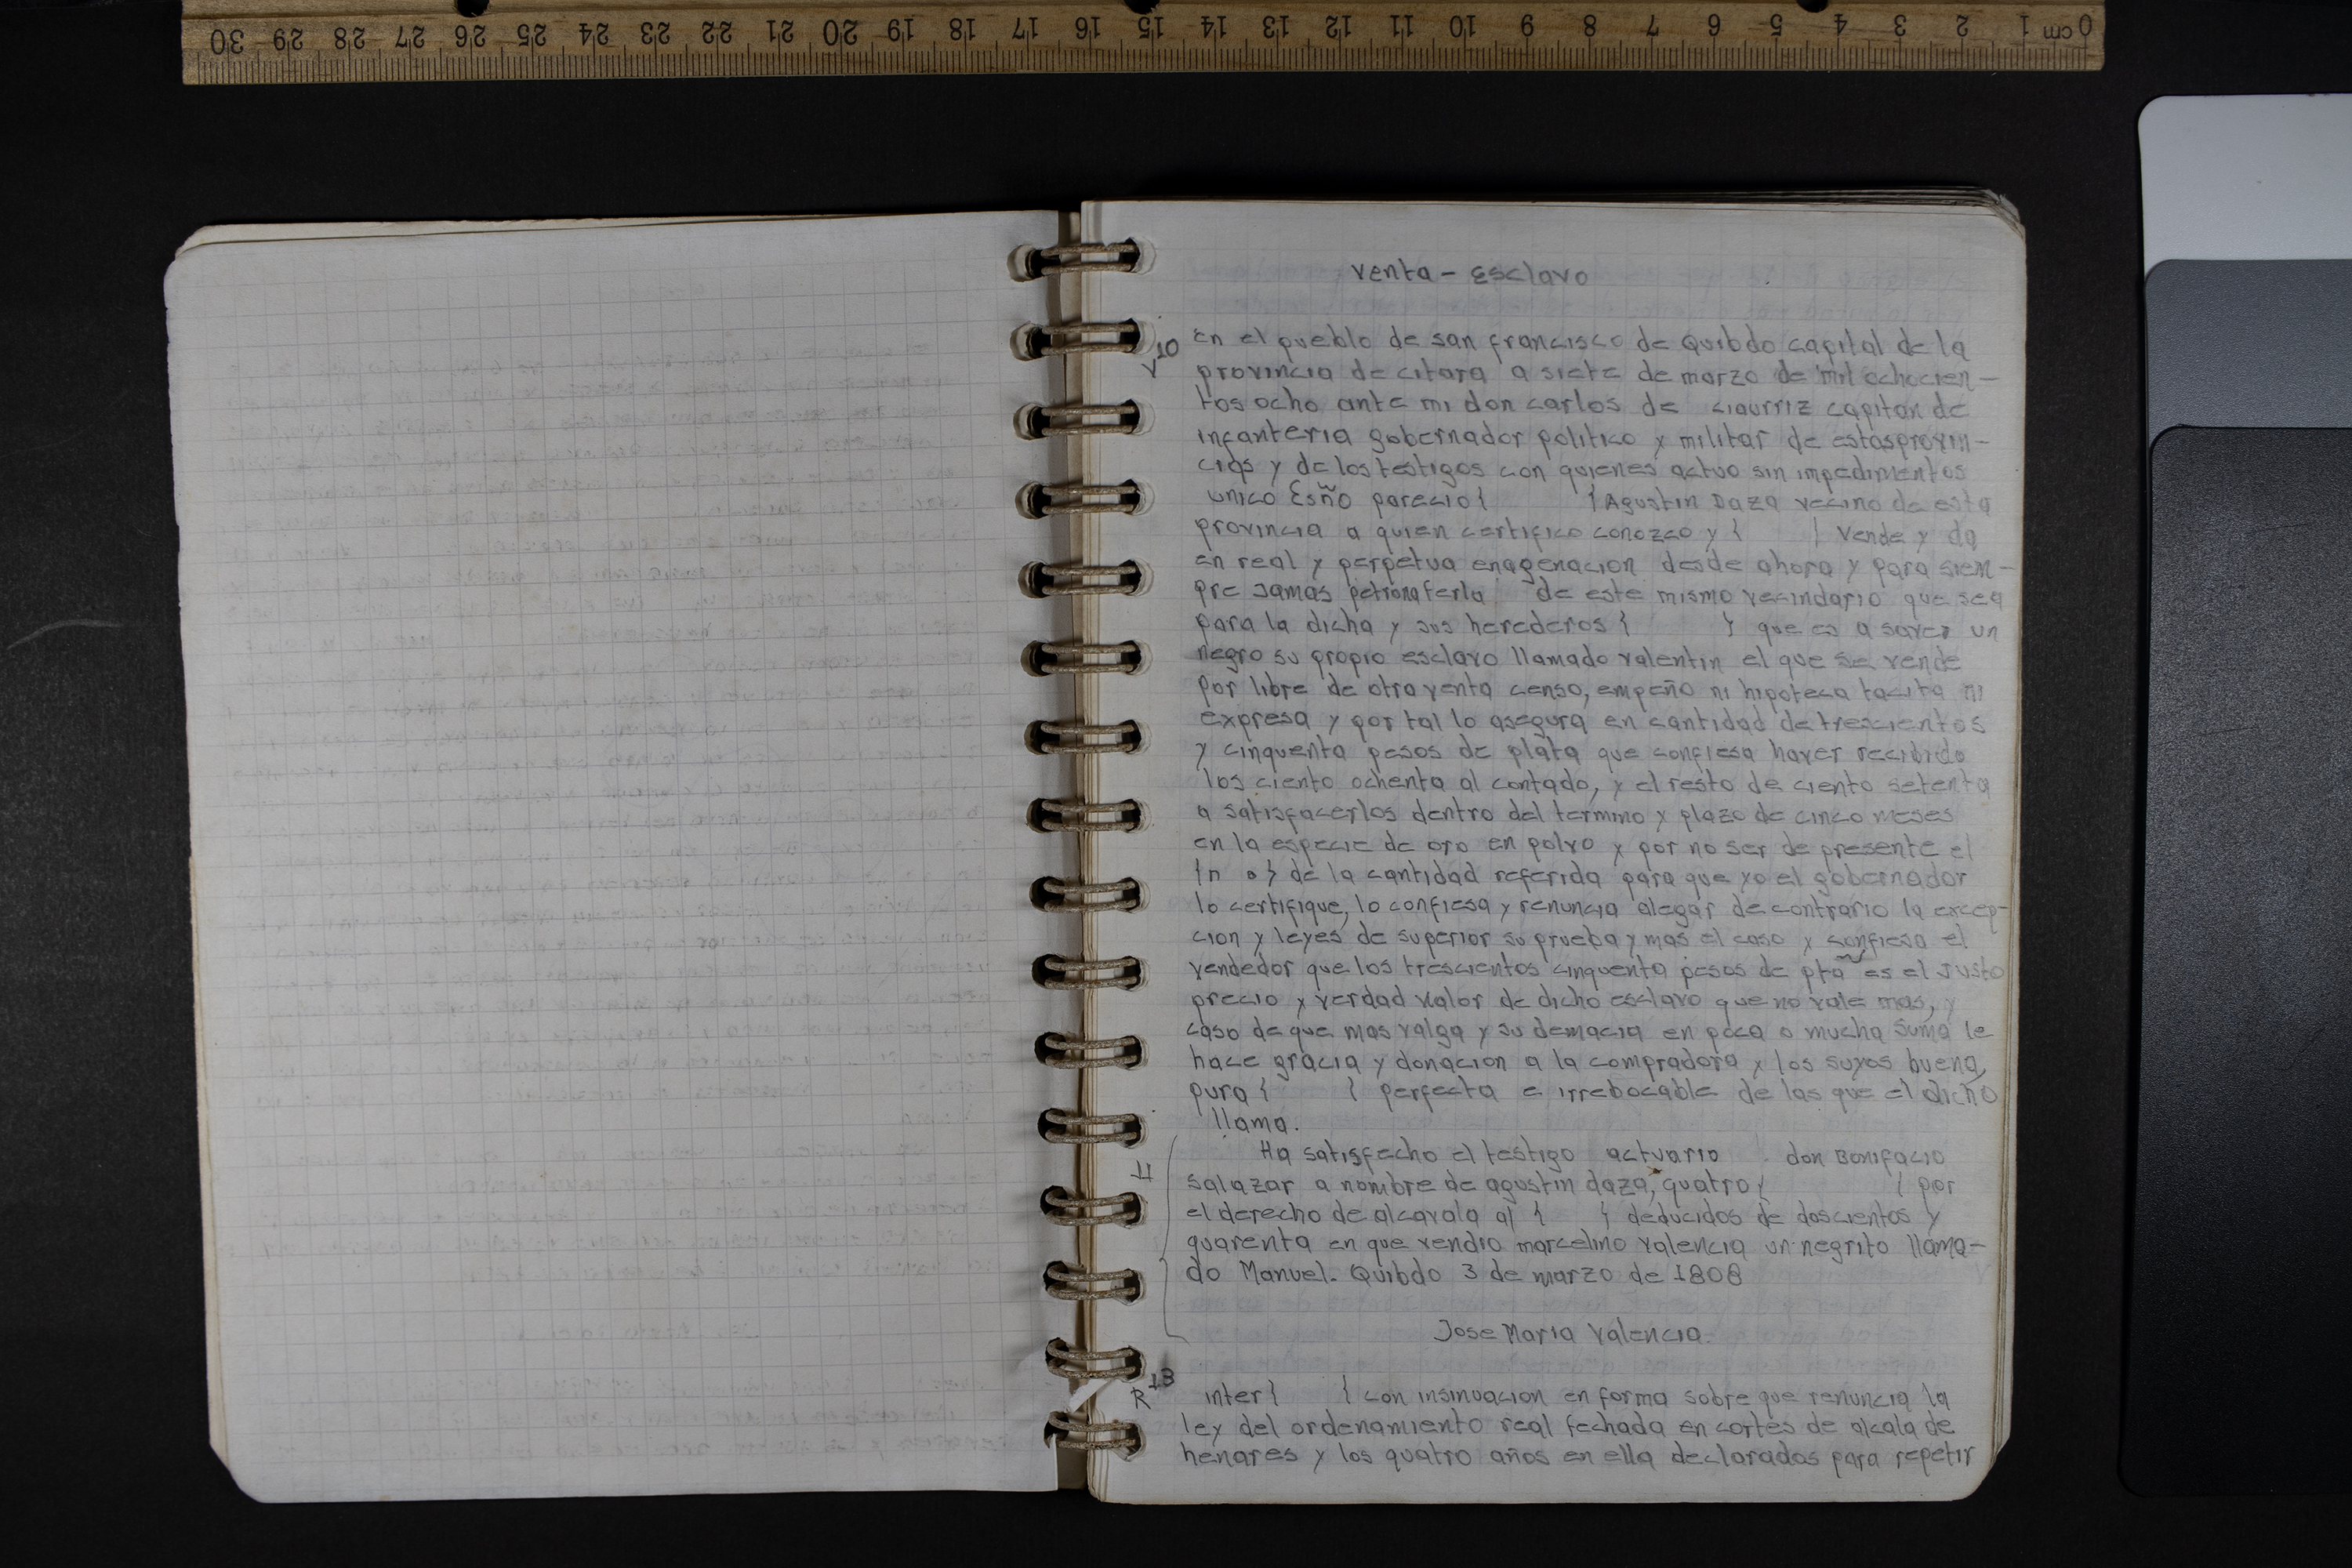 0 cm 1 2 3 4 5 6 7 8 9 10 11 12 13 14 15 16 17 18 19 20 21 22 23 24 25 26 27 28 29 30
Venta - Esclavo
V 10
En el pueblo de san francisco de Quibdo capital de la
provincia de citara a siete de marzo de mil ochocien-
tos ocho ante mi don carlos de ciaurriz capitan de
infanteria gobernador politico y militar de estas provin-
cias y de los testigos con quienes actuo sin impedimentos
unico Esño parecio { } Agustin Daza vecino de esta
provincia a quien certifico conozco y { } Vende y da
en real y perpetua enagenacion desde ahora y para siem-
pre Jamas petrona ferla de este mismo vecindario que sea
para la dicha y sus herederos { } que es a saver un
negro su propio esclavo llamado valentin el que se vende
por libre de otra venta censo, empeño ni hipoteca tacita ni
expresa y por tal lo asegura en cantidad de trescientos
y cinquenta pesos de plata que confiesa haver recibido
los ciento ochenta al contado, y el resto de ciento setenta
a satisfacerlos dentro del termino y plazo de cinco meses
en la especie de oro en polvo y por no ser de presente el
{n o} de la cantidad referida para que yo el gobernador
lo certifique, lo confiesa y renuncia alegar de contrario la excep-
cion y leyes de superior su prueba y mas el caso y confiesa el
vendedor que los trescientos cinquenta pesos de pta es el Justo
precio y verdad valor de dicho esclavo que no vale mas, y
caso de que mas valga y su demacia en poca o mucha suma le
hace gracia y donacion a la compradora y los suyos buena,
pura { } perfecta e irrebocable de las que el dicho
llama.
11
Ha satisfecho el testigo actuario don Bonifacio
salazar a nombre de agustin daza, quatro { } por
el derecho de alcavala al { } deducidos de doscientos y
quarenta en que vendio marcelino valencia un negrito llama-
do Manuel. Quibdo 3 de marzo de 1808
Jose Maria Valencia.
R 13
inter { } con insinuacion en forma sobre que renuncia la
ley del ordenamiento real fechada en cortes de alcala de
henares y los quatro años en ella declarados para repetir